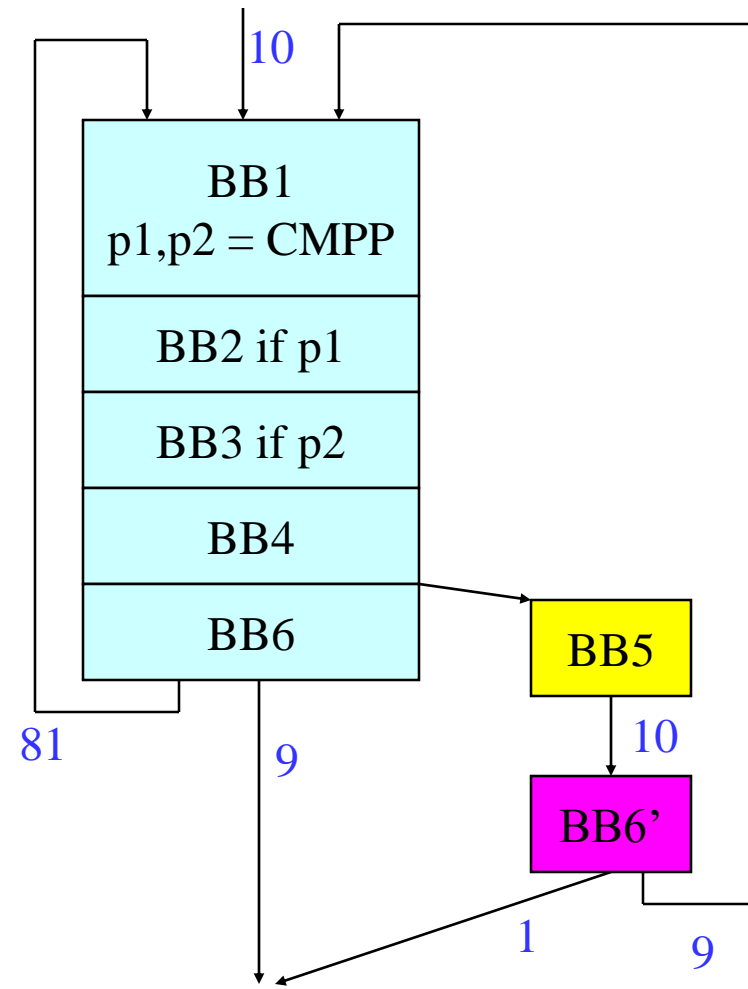 10
BB1
p1,p2 = CMPP
BB2 if p1
BB3 if p2
BB4
BB6
BB5
81
9
10
BB6’
1
9